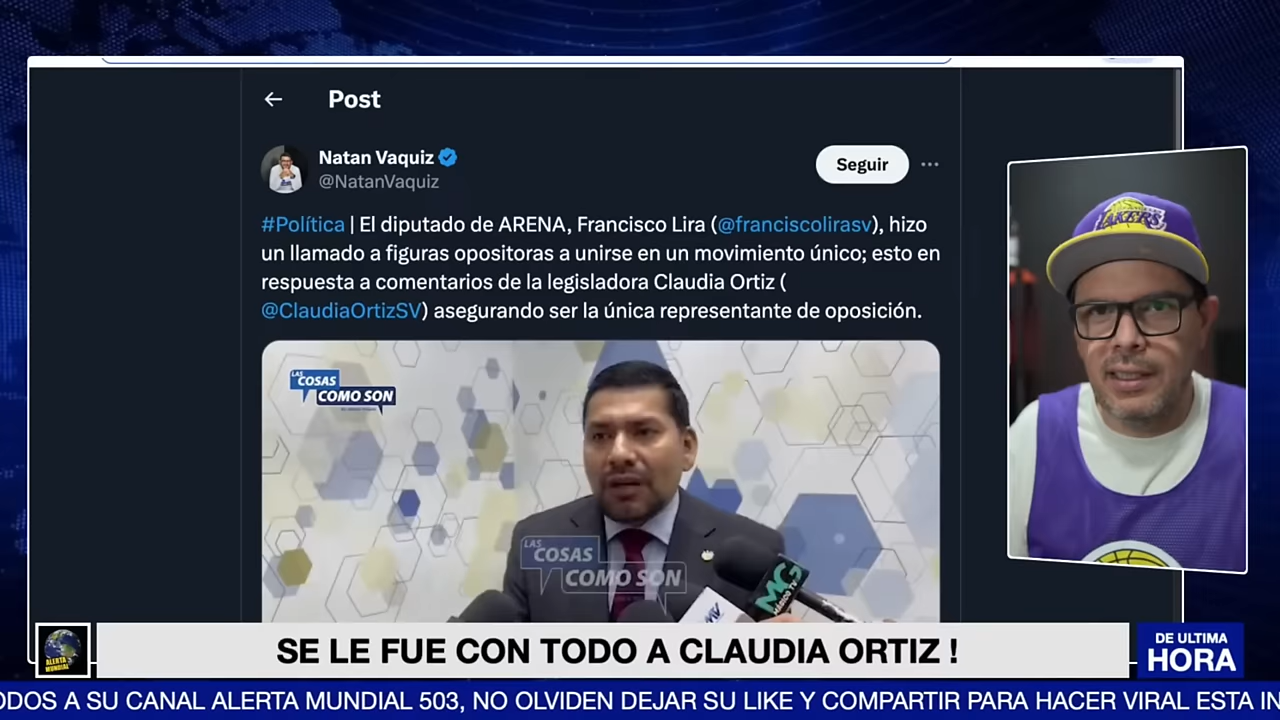 Post
Natan Vaquiz
@NatanVaquiz
Seguir
#Política | El diputado de ARENA, Francisco Lira (@franciscolirasv), hizo
un llamado a figuras opositoras a unirse en un movimiento único; esto en
respuesta a comentarios de la legisladora Claudia Ortiz (
@ClaudiaOrtizSV) asegurando ser la única representante de oposición.
LAS
COSAS
COMO SON
LAS
COSAS
COMO SON
MG
LAKERS
ALERTA
MUNDIAL
SE LE FUE CON TODO A CLAUDIA ORTIZ !
DE ULTIMA
HORA
ODOS A SU CANAL ALERTA MUNDIAL 503, NO OLVIDEN DEJAR SU LIKE Y COMPARTIR PARA HACER VIRAL ESTA IN